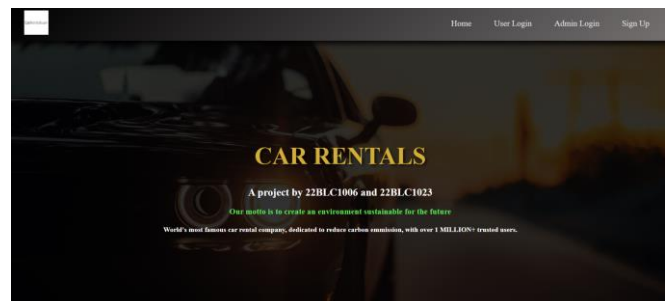 Home User Login Admin Login Sign Up
CAR RENTALS
A project by 22BLC1006 and 22BLC1023
Our motto is to create an environment sustainable for the future
World's most famous car rental company, dedicated to reduce carbon emmission, with over 1 MILLION+ trusted users.